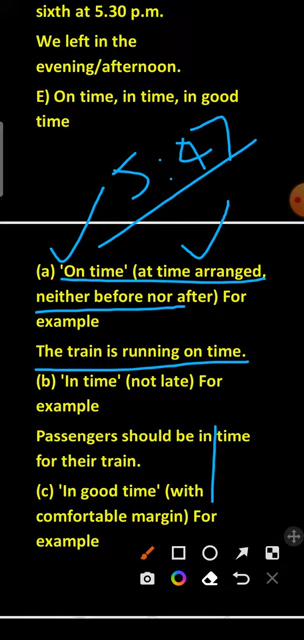 sixth at 5.30 p.m.
We left in the
evening/afternoon.
E) On time, in time, in good
time
5:47
(a) 'On time' (at time arranged,
neither before nor after) For
example
The train is running on time.
(b) 'In time' (not late) For
example
Passengers should be in time
for their train.
(c) 'In good time' (with
comfortable margin) For
example